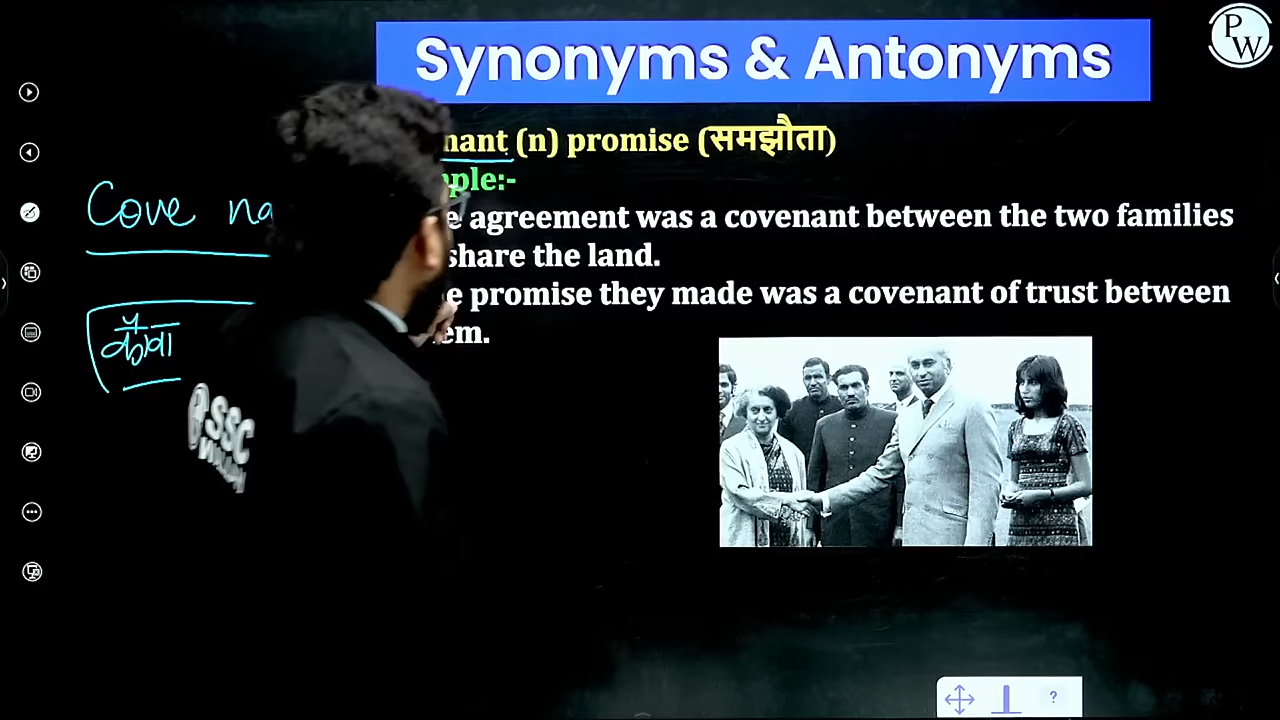 Synonyms & Antonyms
PW
nant (n) promise (समझौता)
ple:-
e agreement was a covenant between the two families
share the land.
e promise they made was a covenant of trust between
em.
Cove na
SSC
?